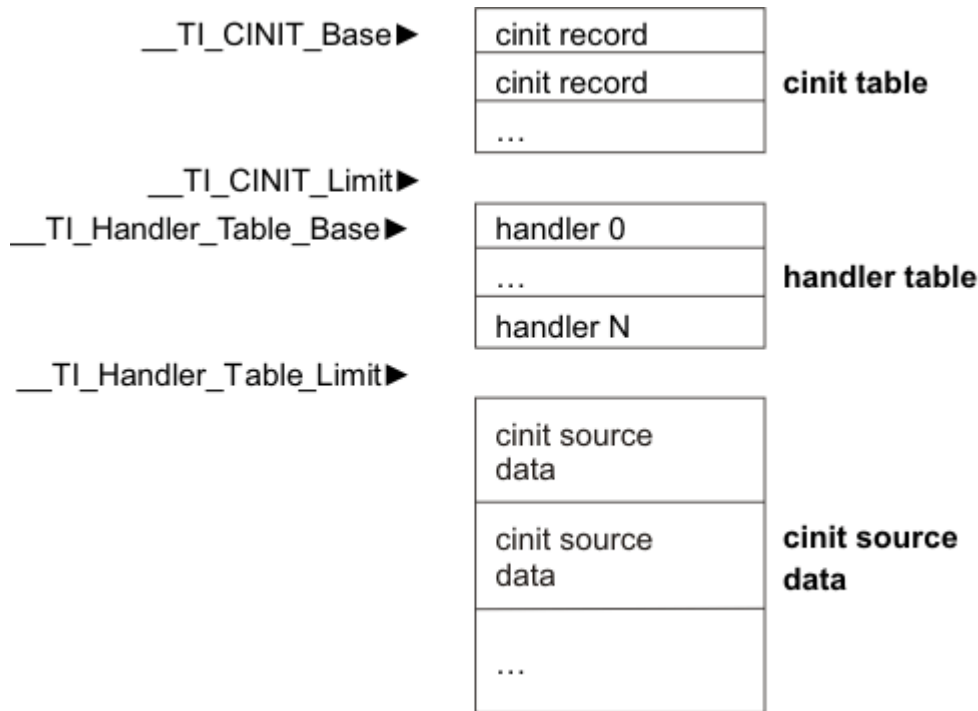 __TI_CINIT_Base▶ cinit record
cinit record cinit table
…
__TI_CINIT_Limit▶
__TI_Handler_Table_Base▶ handler 0
… handler table
handler N
__TI_Handler_Table_Limit▶
cinit source
data
cinit source cinit source
data data
…